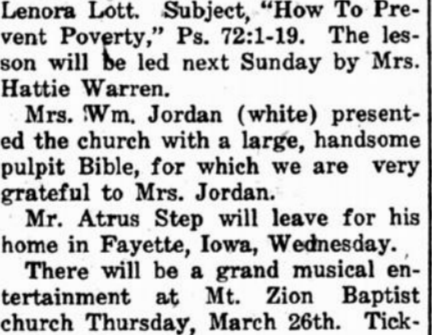 Lenora Lott. Subject, “How To Pre-
vent Poverty,” Ps. 72:1-19. The les-
son will be led next Sunday by Mrs.
Hattie Warren.
Mrs. Wm. Jordan (white) present-
ed the church with a large, handsome
pulpit Bible, for which we are very
grateful to Mrs. Jordan.
Mr. Atrus Step will leave for his
home in Fayette, Iowa, Wednesday.
There will be a grand musical en-
tertainment at Mt. Zion Baptist
church Thursday, March 26th. Tick-